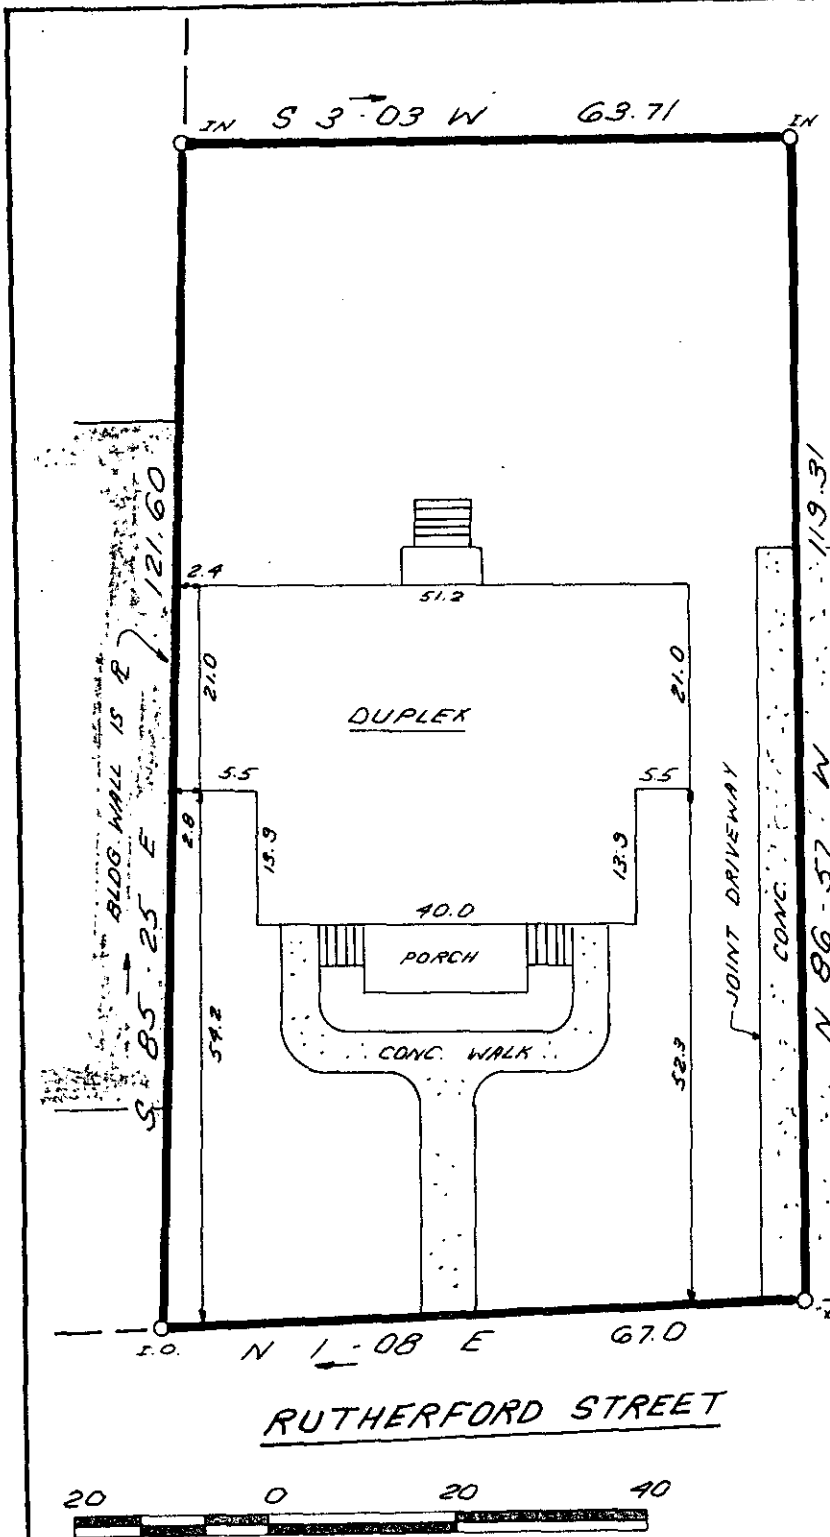 IN S 3-03 W 63.71 IN
S 85-25 E 121.60
BLDG. WALL IS ⅊
N 86-57 W 119.31
2.4
51.2
21.0
21.0
DUPLEX
5.5
5.5
2.8
13.9
13.9
40.0
PORCH
JOINT DRIVEWAY
CONC.
CONC. WALK
54.2
52.9
I.O. N 1-08 E 67.0
RUTHERFORD STREET
20 0 20 40